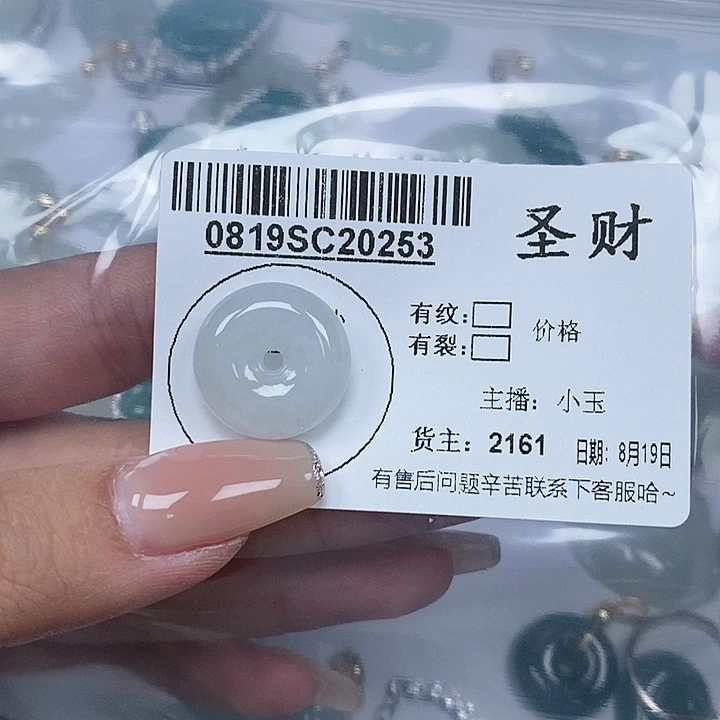 圣财
0819SC20253
有纹：
有裂：
价格
主播：小玉
货主：2161 日期：8月19日
有售后问题辛苦联系下客服哈~